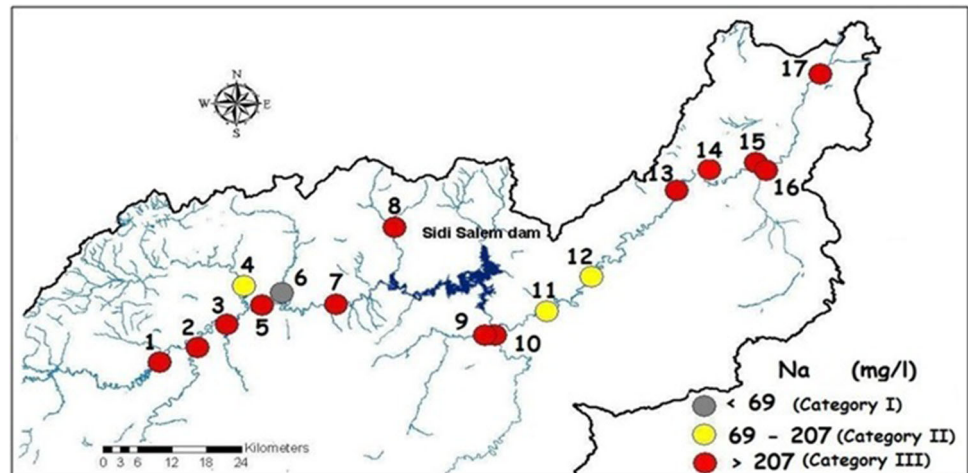 17
N
W E
S
14
15
13
16
8
Sidi Salem dam
12
4
6
7
11
3
5
2
9
10
1
Na (mg/l)
< 69 (Category I)
69 - 207 (Category II)
> 207 (Category III)
Kilometers
0 3 6 12 18 24